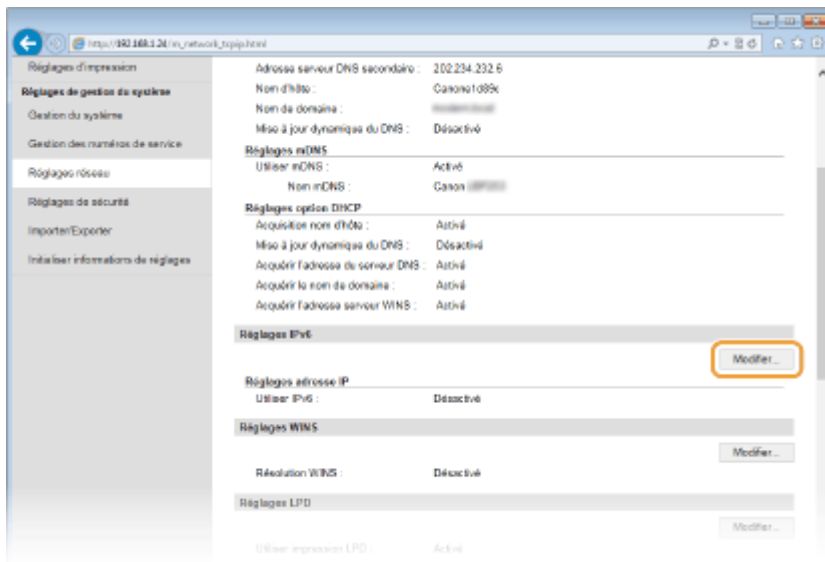 http://192.168.1.24/m_network_tcpip.html
Réglages d'impression
Réglages de gestion du système
Gestion du système
Gestion des numéros de service
Réglages réseau
Réglages de sécurité
Importer/Exporter
Initialiser informations de réglages
Adresse serveur DNS secondaire : 202.234.232.6
Nom d'hôte : Canone1d89c
Nom de domaine :
Mise à jour dynamique du DNS : Désactivé
Réglages mDNS
Utiliser mDNS : Activé
Nom mDNS : Canon
Réglages option DHCP
Acquisition nom d'hôte : Activé
Mise à jour dynamique du DNS : Désactivé
Acquérir l'adresse du serveur DNS : Activé
Acquérir le nom de domaine : Activé
Acquérir l'adresse serveur WINS : Activé
Réglages IPv6
Modifier...
Réglages adresse IP
Utiliser IPv6 : Désactivé
Réglages WINS
Modifier...
Résolution WINS : Désactivé
Réglages LPD
Modifier...
Utiliser impression LPD : Activé